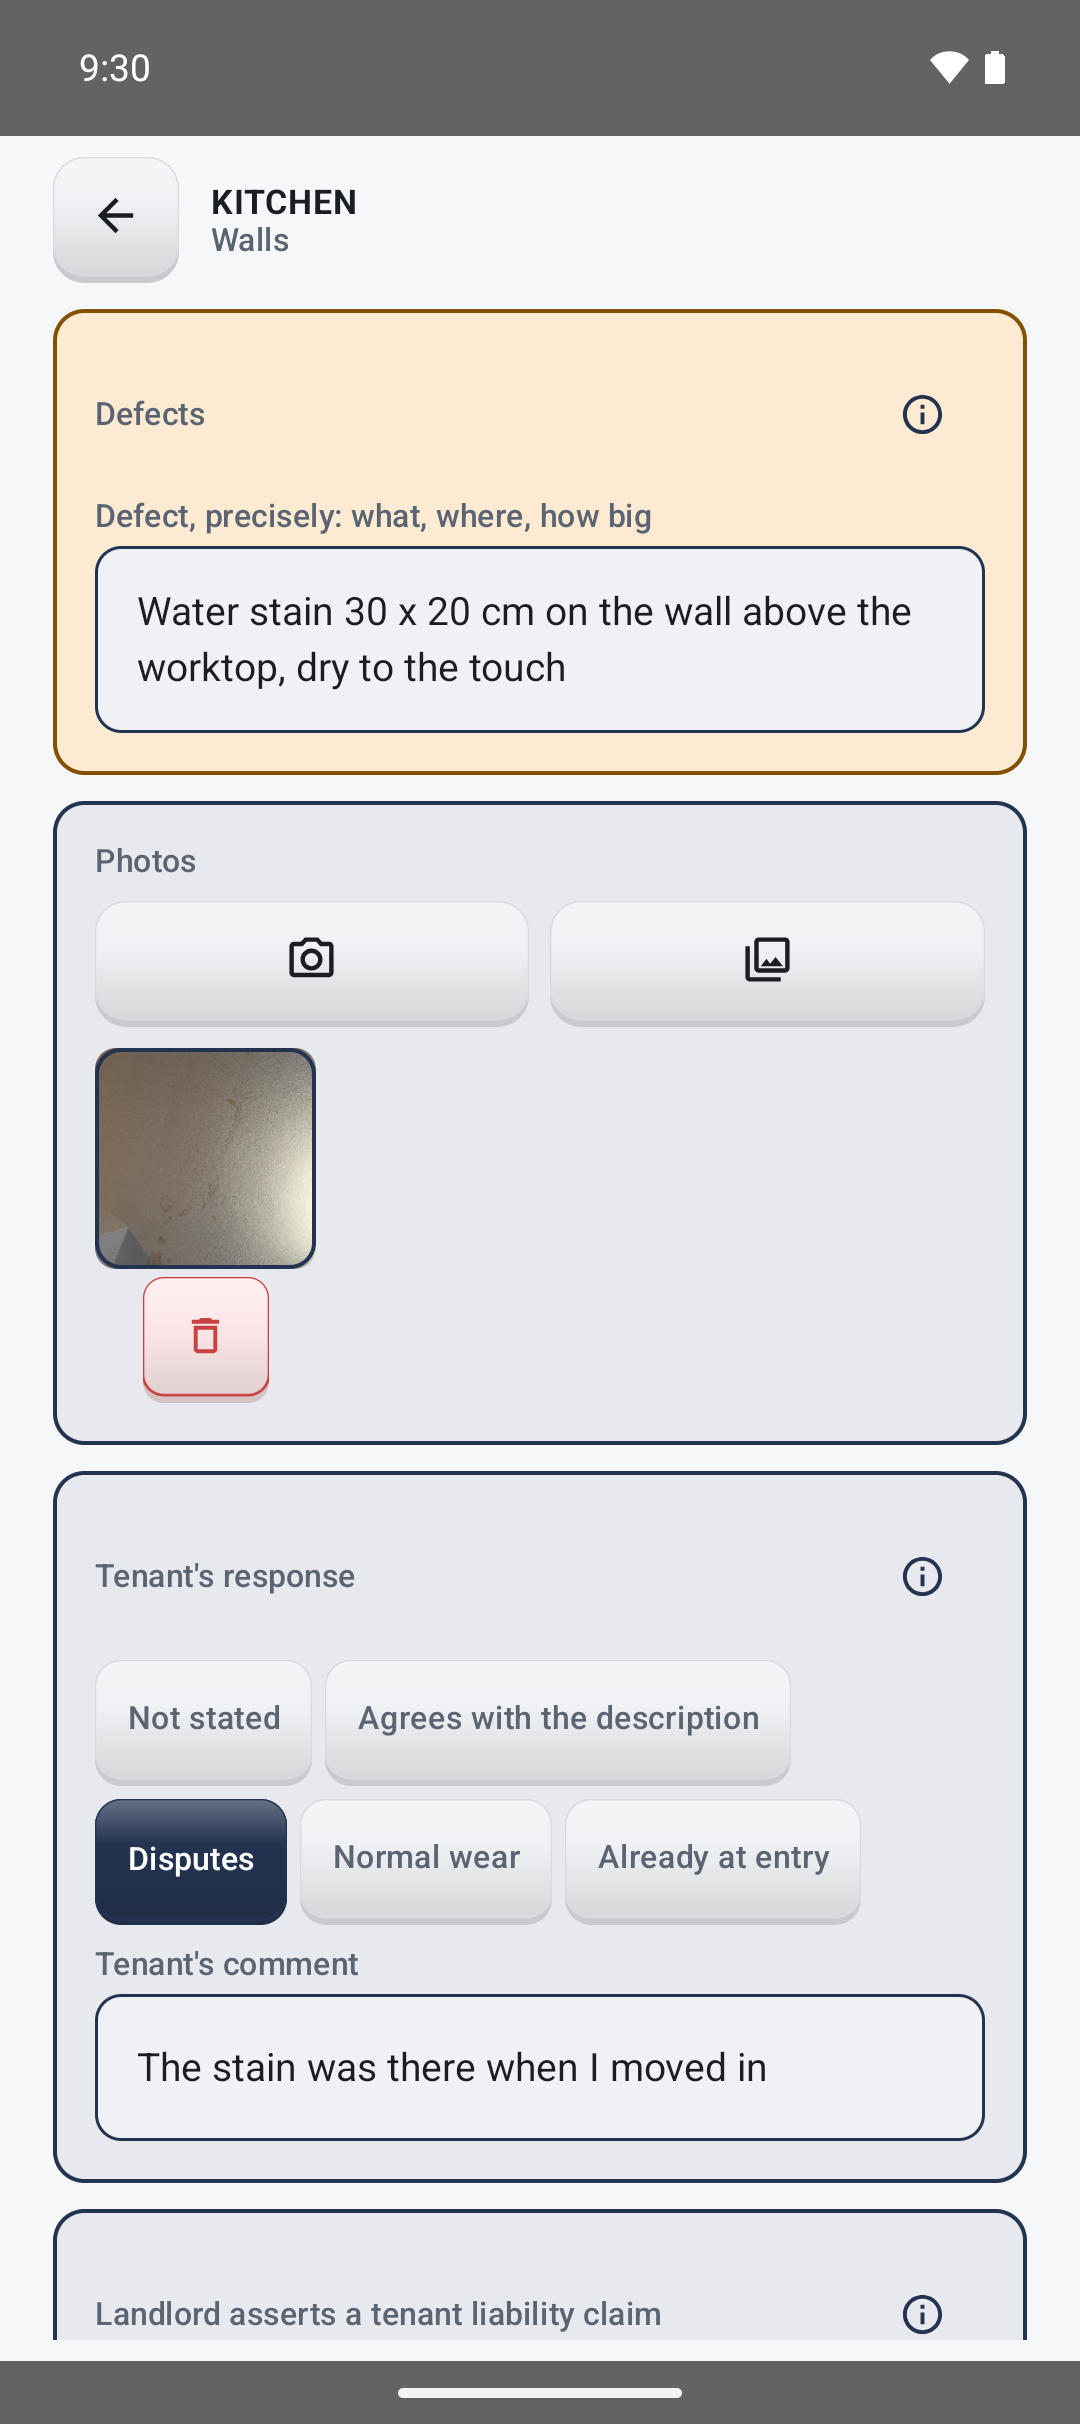 9:30
KITCHEN
Walls
Defects
Defect, precisely: what, where, how big
Water stain 30 x 20 cm on the wall above the
worktop, dry to the touch
Photos
Tenant's response
Not stated
Agrees with the description
Disputes
Normal wear
Already at entry
Tenant's comment
The stain was there when I moved in
Landlord asserts a tenant liability claim